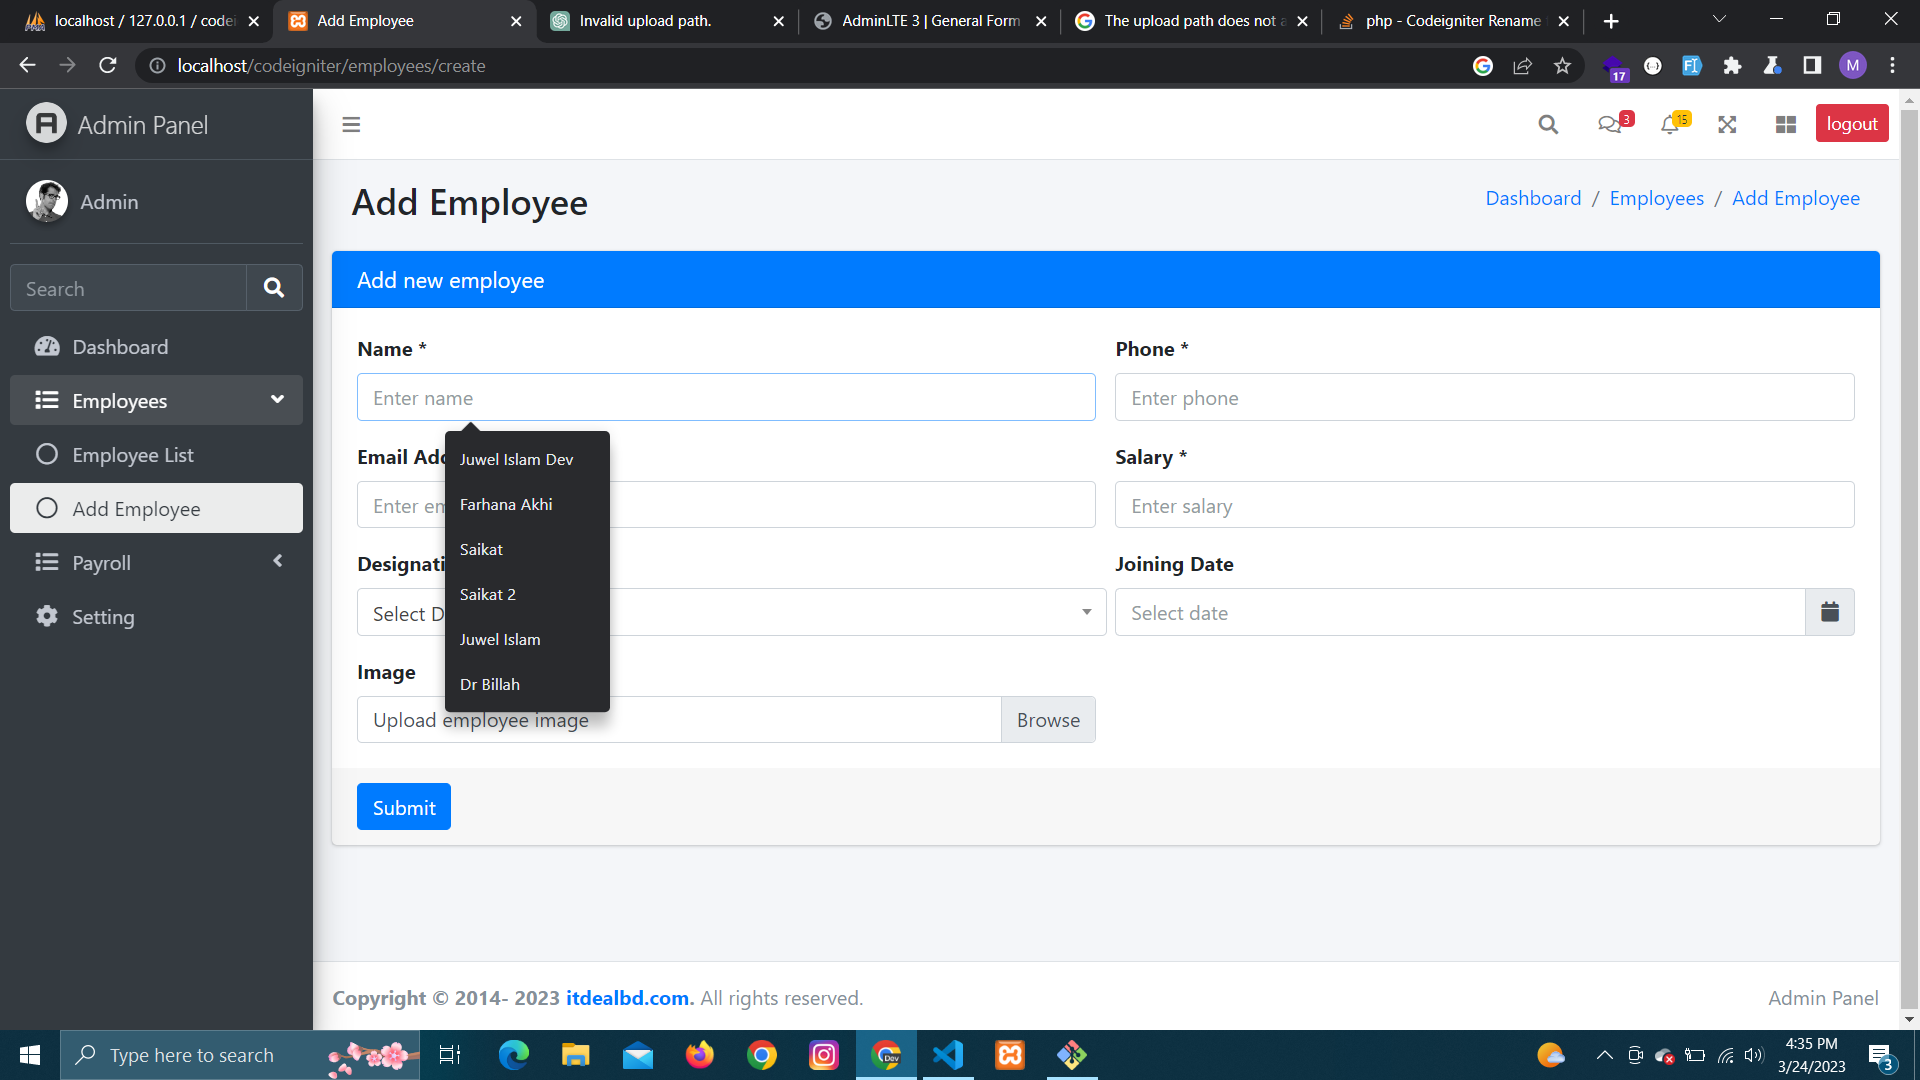 localhost / 127.0.0.1 / codei
Add Employee
Invalid upload path.
AdminLTE 3 | General Form
The upload path does not a
php - Codeigniter Rename
localhost/codeigniter/employees/create
17
M
Admin Panel
3
15
logout
Admin
Add Employee
Dashboard / Employees / Add Employee
Search
Add new employee
Dashboard
Name *
Phone *
Employees
Enter name
Enter phone
Employee List
Email Add
Juwel Islam Dev
Salary *
Add Employee
Enter em
Farhana Akhi
Enter salary
Payroll
Designati
Saikat
Joining Date
Setting
Select D
Saikat 2
Select date
Juwel Islam
Image
Dr Billah
Upload employee image
Browse
Submit
Copyright © 2014- 2023 itdealbd.com. All rights reserved.
Admin Panel
Type here to search
Dev
4:35 PM
3/24/2023
3